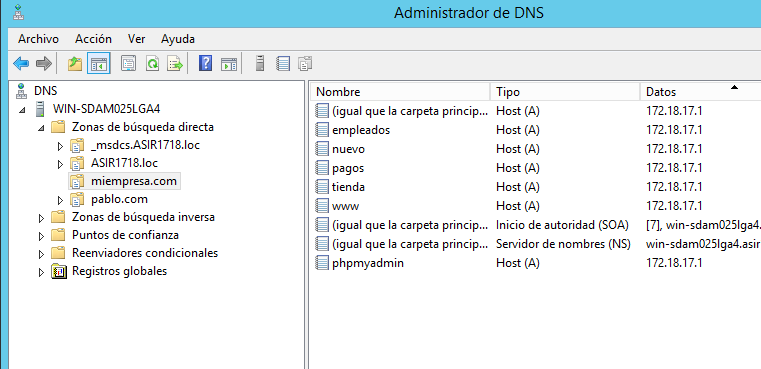 Administrador de DNS
Archivo Acción Ver Ayuda
DNS
WIN-SDAM025LGA4
Zonas de búsqueda directa
_msdcs.ASIR1718.loc
ASIR1718.loc
miempresa.com
pablo.com
Zonas de búsqueda inversa
Puntos de confianza
Reenviadores condicionales
Registros globales
Nombre Tipo Datos
(igual que la carpeta princip... Host (A) 172.18.17.1
empleados Host (A) 172.18.17.1
nuevo Host (A) 172.18.17.1
pagos Host (A) 172.18.17.1
tienda Host (A) 172.18.17.1
www Host (A) 172.18.17.1
(igual que la carpeta princip... Inicio de autoridad (SOA) [7], win-sdam025lga4.
(igual que la carpeta princip... Servidor de nombres (NS) win-sdam025lga4.asir
phpmyadmin Host (A) 172.18.17.1